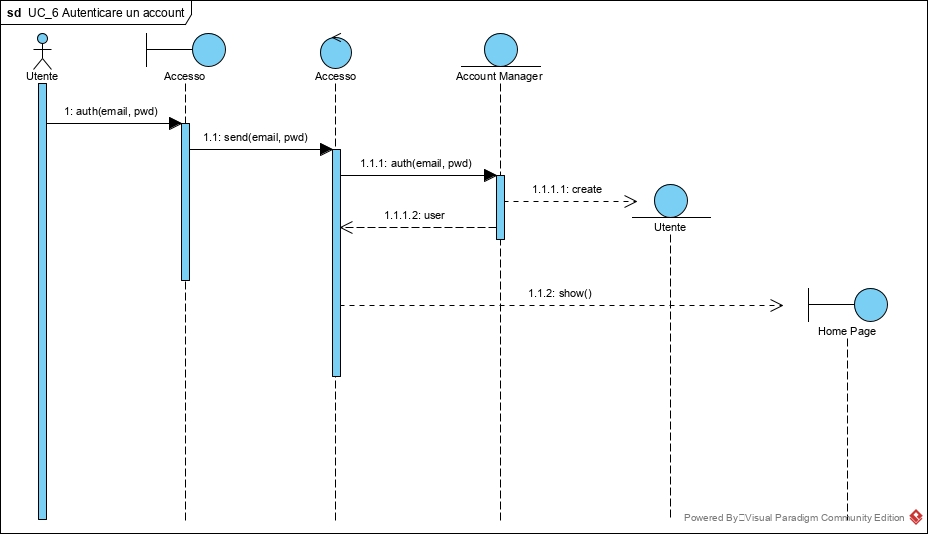 sd UC_6 Autenticare un account
Utente
Accesso
Accesso
Account Manager
1: auth(email, pwd)
1.1: send(email, pwd)
1.1.1: auth(email, pwd)
1.1.1.1: create
1.1.1.2: user
Utente
1.1.2: show()
Home Page
Powered By Visual Paradigm Community Edition